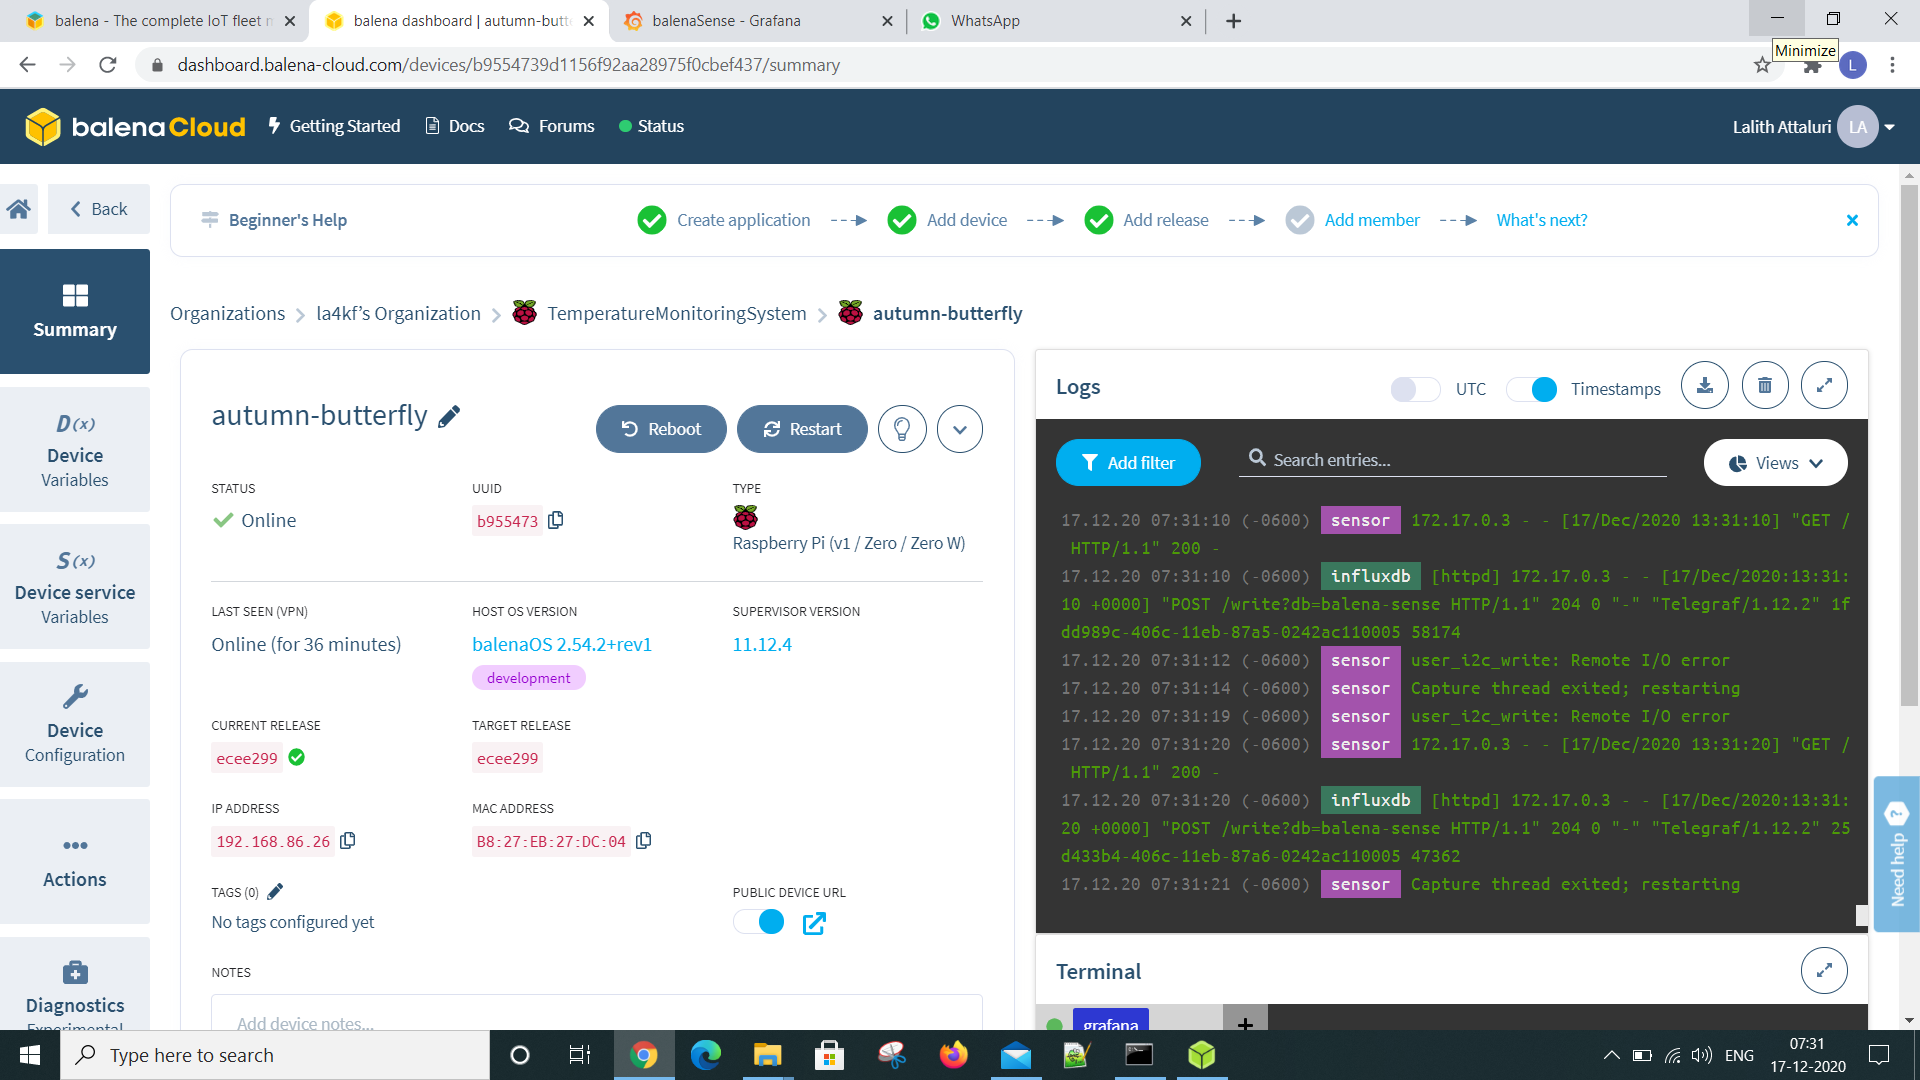 balena - The complete IoT fleet m
balena dashboard | autumn-butt
balenaSense - Grafana
WhatsApp
Minimize
dashboard.balena-cloud.com/devices/b9554739d1156f92aa28975f0cbef437/summary
L
balenaCloud
Getting Started
Docs
Forums
Status
Lalith Attaluri
LA
Back
Beginner's Help
Create application
Add device
Add release
Add member
What's next?
Summary
Organizations
la4kf's Organization
TemperatureMonitoringSystem
autumn-butterfly
D(x)
Device
Variables
S(x)
Device service
Variables
Device
Configuration
Actions
Diagnostics
Experimental
autumn-butterfly
Reboot
Restart
STATUS
Online
UUID
b955473
TYPE
Raspberry Pi (v1 / Zero / Zero W)
LAST SEEN (VPN)
Online (for 36 minutes)
HOST OS VERSION
balenaOS 2.54.2+rev1
development
SUPERVISOR VERSION
11.12.4
CURRENT RELEASE
ecee299
TARGET RELEASE
ecee299
IP ADDRESS
192.168.86.26
MAC ADDRESS
B8:27:EB:27:DC:04
TAGS (0)
No tags configured yet
PUBLIC DEVICE URL
NOTES
Add device notes...
Logs
UTC
Timestamps
Add filter
Search entries...
Views
17.12.20 07:31:10 (-0600) sensor 172.17.0.3 - - [17/Dec/2020 13:31:10] "GET /
HTTP/1.1" 200 -
17.12.20 07:31:10 (-0600) influxdb [httpd] 172.17.0.3 - - [17/Dec/2020:13:31:
10 +0000] "POST /write?db=balena-sense HTTP/1.1" 204 0 "-" "Telegraf/1.12.2" 1f
dd989c-406c-11eb-87a5-0242ac110005 58174
17.12.20 07:31:12 (-0600) sensor user_i2c_write: Remote I/O error
17.12.20 07:31:14 (-0600) sensor Capture thread exited; restarting
17.12.20 07:31:19 (-0600) sensor user_i2c_write: Remote I/O error
17.12.20 07:31:20 (-0600) sensor 172.17.0.3 - - [17/Dec/2020 13:31:20] "GET /
HTTP/1.1" 200 -
17.12.20 07:31:20 (-0600) influxdb [httpd] 172.17.0.3 - - [17/Dec/2020:13:31:
20 +0000] "POST /write?db=balena-sense HTTP/1.1" 204 0 "-" "Telegraf/1.12.2" 25
d433b4-406c-11eb-87a6-0242ac110005 47362
17.12.20 07:31:21 (-0600) sensor Capture thread exited; restarting
Need help
Terminal
grafana
Type here to search
ENG
07:31
17-12-2020